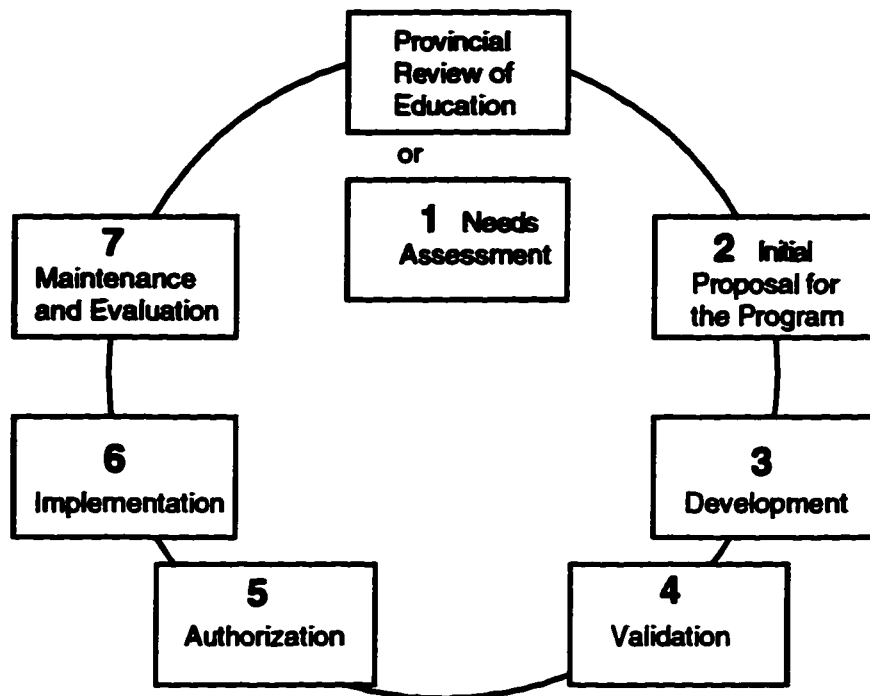 Provincial
Review of
Education
or
1 Needs
Assessment
2 Initial
Proposal for
the Program
3
Development
4
Validation
5
Authorization
6
Implementation
7
Maintenance
and Evaluation